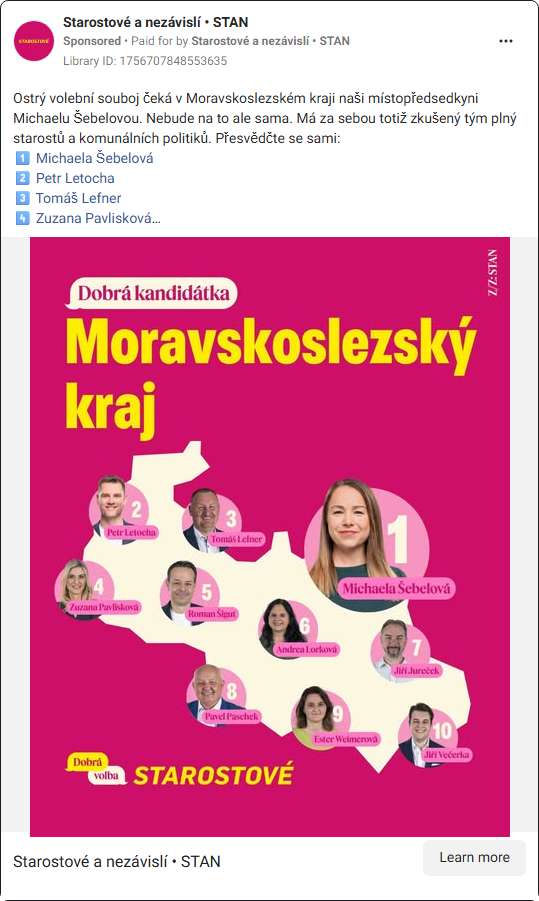 Starostové a nezávislí • STAN
Sponsored • Paid for by Starostové a nezávislí • STAN
Library ID: 1756707848553635
STAROSTOVÉ
Ostrý volební souboj čeká v Moravskoslezském kraji naši místopředsedkyni
Michaelu Šebelovou. Nebude na to ale sama. Má za sebou totiž zkušený tým plný
starostů a komunálních politiků. Přesvědčte se sami:
1 Michaela Šebelová
2 Petr Letocha
3 Tomáš Lefner
4 Zuzana Pavlisková…
Z/Z: STAN
Dobrá kandidátka
Moravskoslezský
kraj
1
Michaela Šebelová
2
Petr Letocha
3
Tomáš Lefner
4
Zuzana Pavlisková
5
Roman Šigut
6
Andrea Lorková
7
Jiří Jureček
8
Pavel Paschek
9
Ester Weimerová
10
Jiří Večerka
Dobrá
volba
STAROSTOVÉ
Starostové a nezávislí • STAN
Learn more